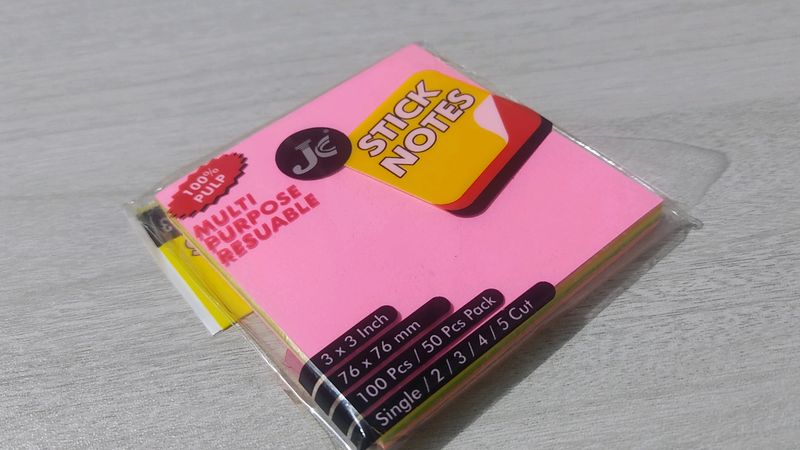 JCC
STICK
NOTES
100%
PULP
MULTI
PURPOSE
RESUABLE
3 x 3 Inch
76 x 76 mm
100 Pcs / 50 Pcs Pack
Single / 2 / 3 / 4 / 5 Cut